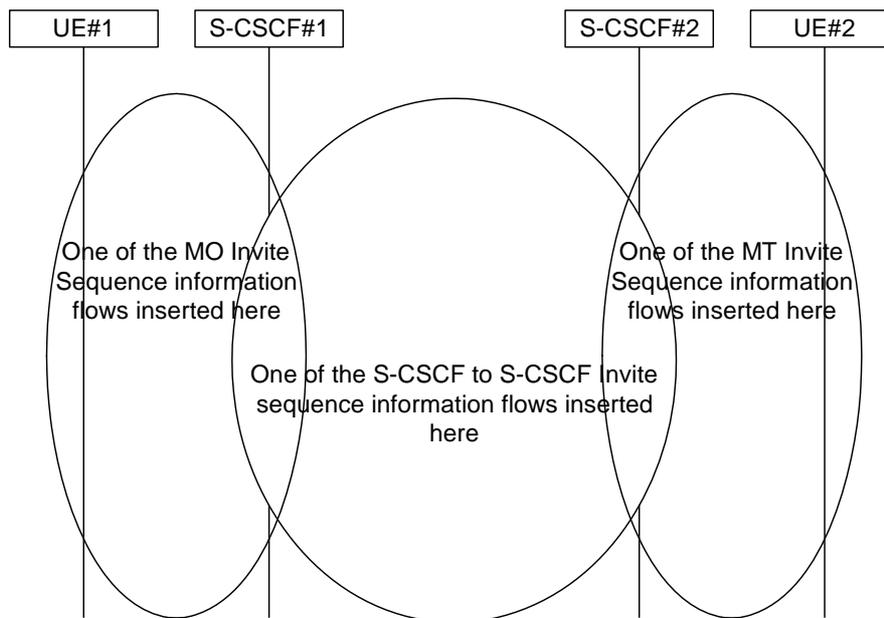 UE#1
S-CSCF#1
S-CSCF#2
UE#2
One of the MO Invite
Sequence information
flows inserted here
One of the MT Invite
Sequence information
flows inserted here
One of the S-CSCF to S-CSCF Invite
sequence information flows inserted
here